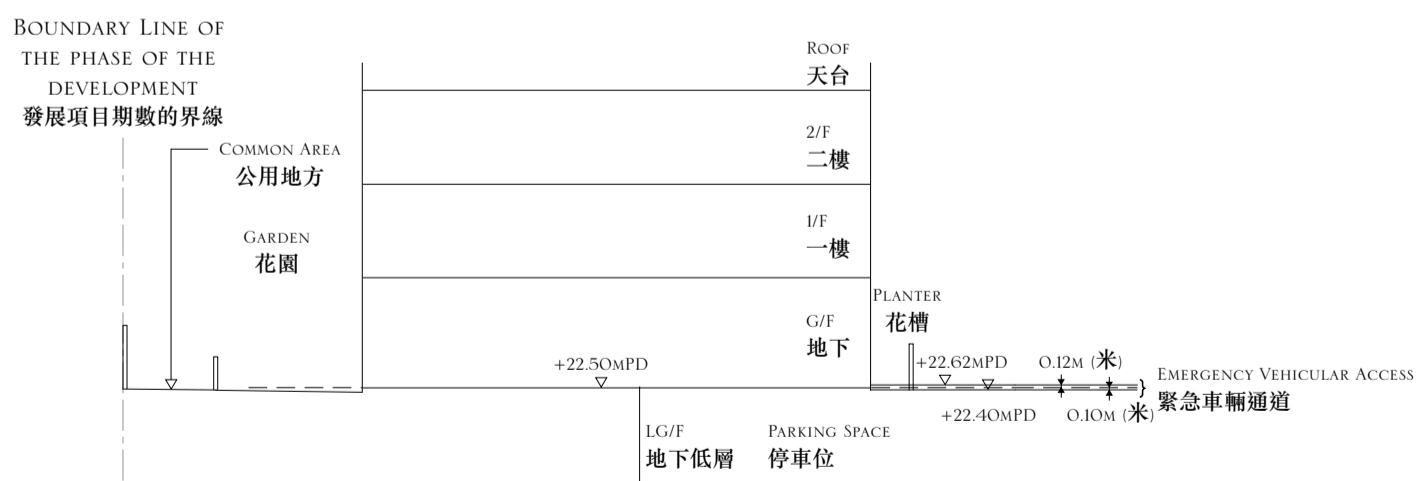 BOUNDARY LINE OF
THE PHASE OF THE
DEVELOPMENT
發展項目期數的界線
COMMON AREA
公用地方
GARDEN
花園
ROOF
天台
2/F
二樓
1/F
一樓
G/F
地下
PLANTER
花槽
+22.50MPD
+22.62MPD
0.12M (米)
EMERGENCY VEHICULAR ACCESS
緊急車輛通道
+22.40MPD
0.10M (米)
LG/F
地下低層
PARKING SPACE
停車位